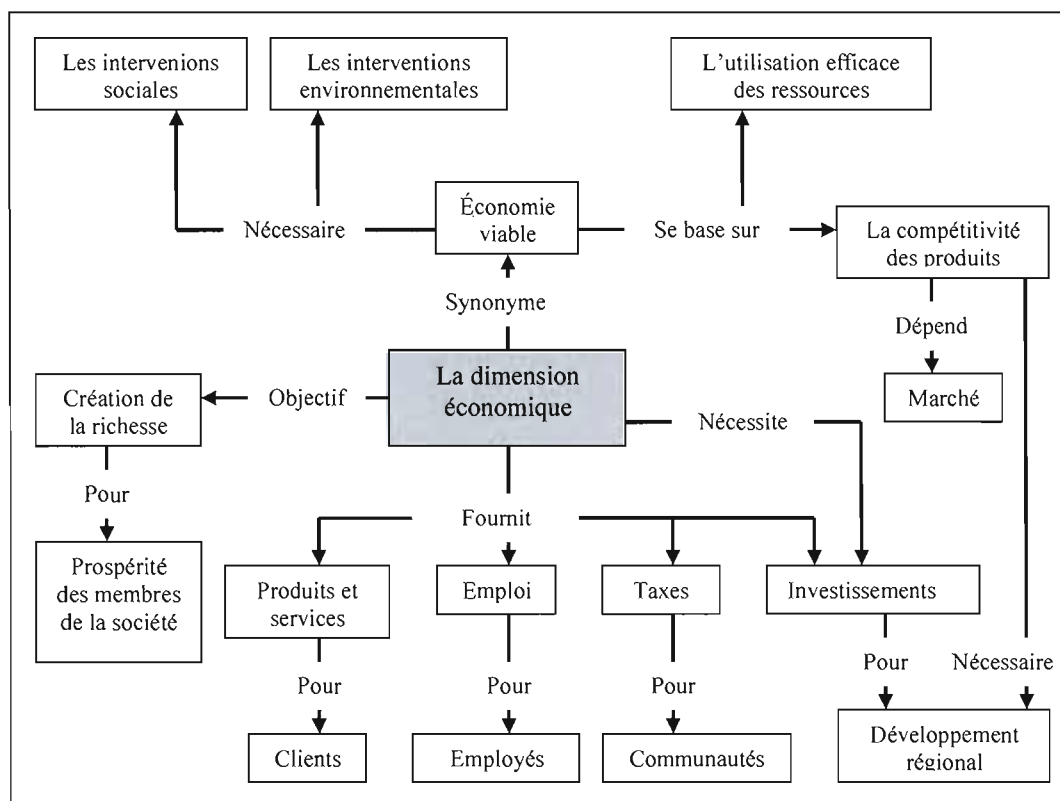 Les intervenions
sociales
Les interventions
environnementales
L'utilisation efficace
des ressources
Nécessaire
Économie
viable
Se base sur
La compétitivité
des produits
Synonyme
Dépend
La dimension
économique
Marché
Création de
la richesse
Objectif
Nécessite
Pour
Fournit
Prospérité
des membres
de la société
Produits et
services
Emploi
Taxes
Investissements
Pour
Pour
Pour
Pour
Nécessaire
Clients
Employés
Communautés
Développement
régional